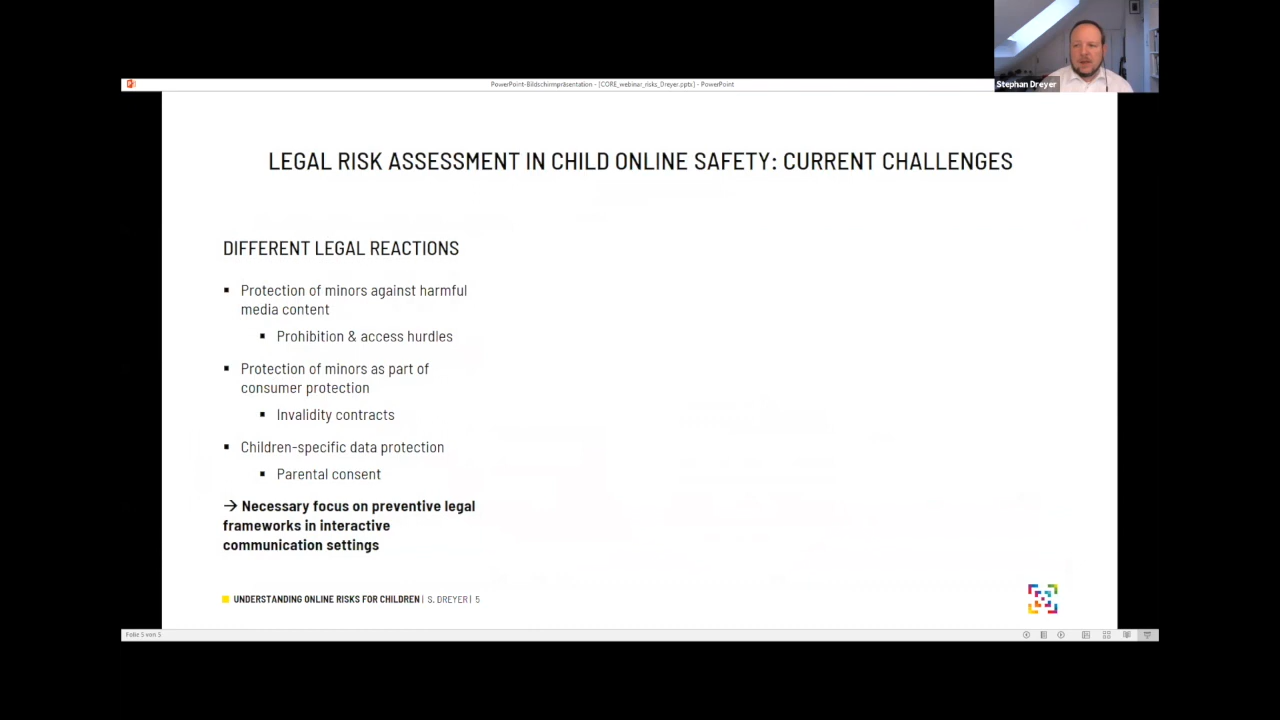 PowerPoint-Bildschirmpräsentation - [CORE_webinar_risks_Dreyer.pptx] - PowerPoint
Stephan Dreyer
LEGAL RISK ASSESSMENT IN CHILD ONLINE SAFETY: CURRENT CHALLENGES
DIFFERENT LEGAL REACTIONS
▪ Protection of minors against harmful
media content
▪ Prohibition & access hurdles
▪ Protection of minors as part of
consumer protection
▪ Invalidity contracts
▪ Children-specific data protection
▪ Parental consent
→ Necessary focus on preventive legal
frameworks in interactive
communication settings
UNDERSTANDING ONLINE RISKS FOR CHILDREN | S. DREYER | 5
Folie 5 von 5